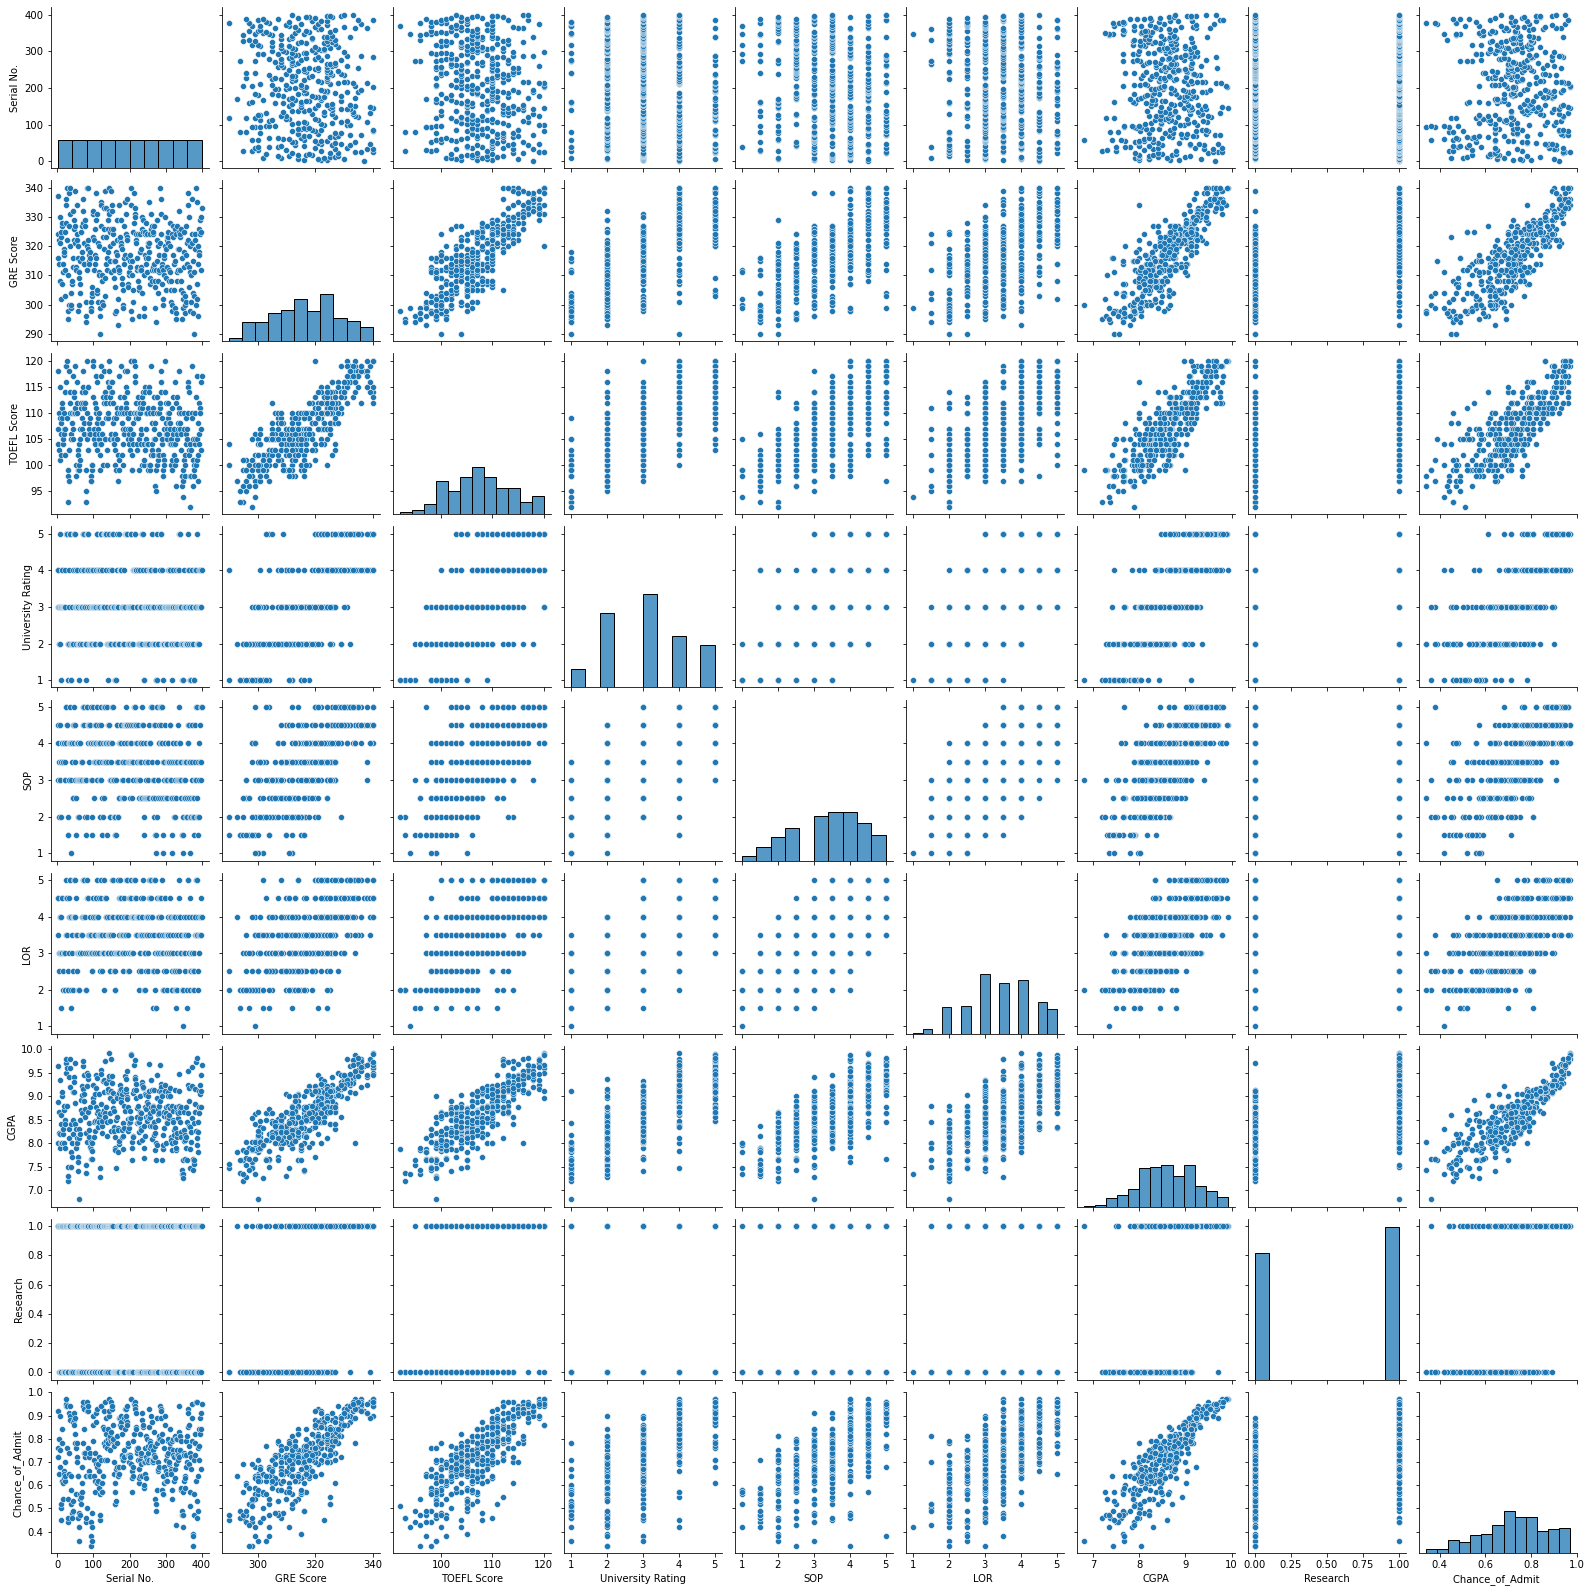 400
300
200
100
0
Serial No.
340
330
320
310
300
290
GRE Score
120
115
110
105
100
95
TOEFL Score
5
4
3
2
1
University Rating
5
4
3
2
1
SOP
5
4
3
2
1
LOR
10.0
9.5
9.0
8.5
8.0
7.5
7.0
CGPA
1.0
0.8
0.6
0.4
0.2
0.0
Research
1.0
0.9
0.8
0.7
0.6
0.5
0.4
Chance_of_Admit
0 100 200 300 400
Serial No.
300 320 340
GRE Score
100 110 120
TOEFL Score
1 2 3 4 5
University Rating
1 2 3 4 5
SOP
1 2 3 4 5
LOR
7 8 9 10
CGPA
0.00 0.25 0.50 0.75 1.00
Research
0.4 0.6 0.8 1.0
Chance_of_Admit